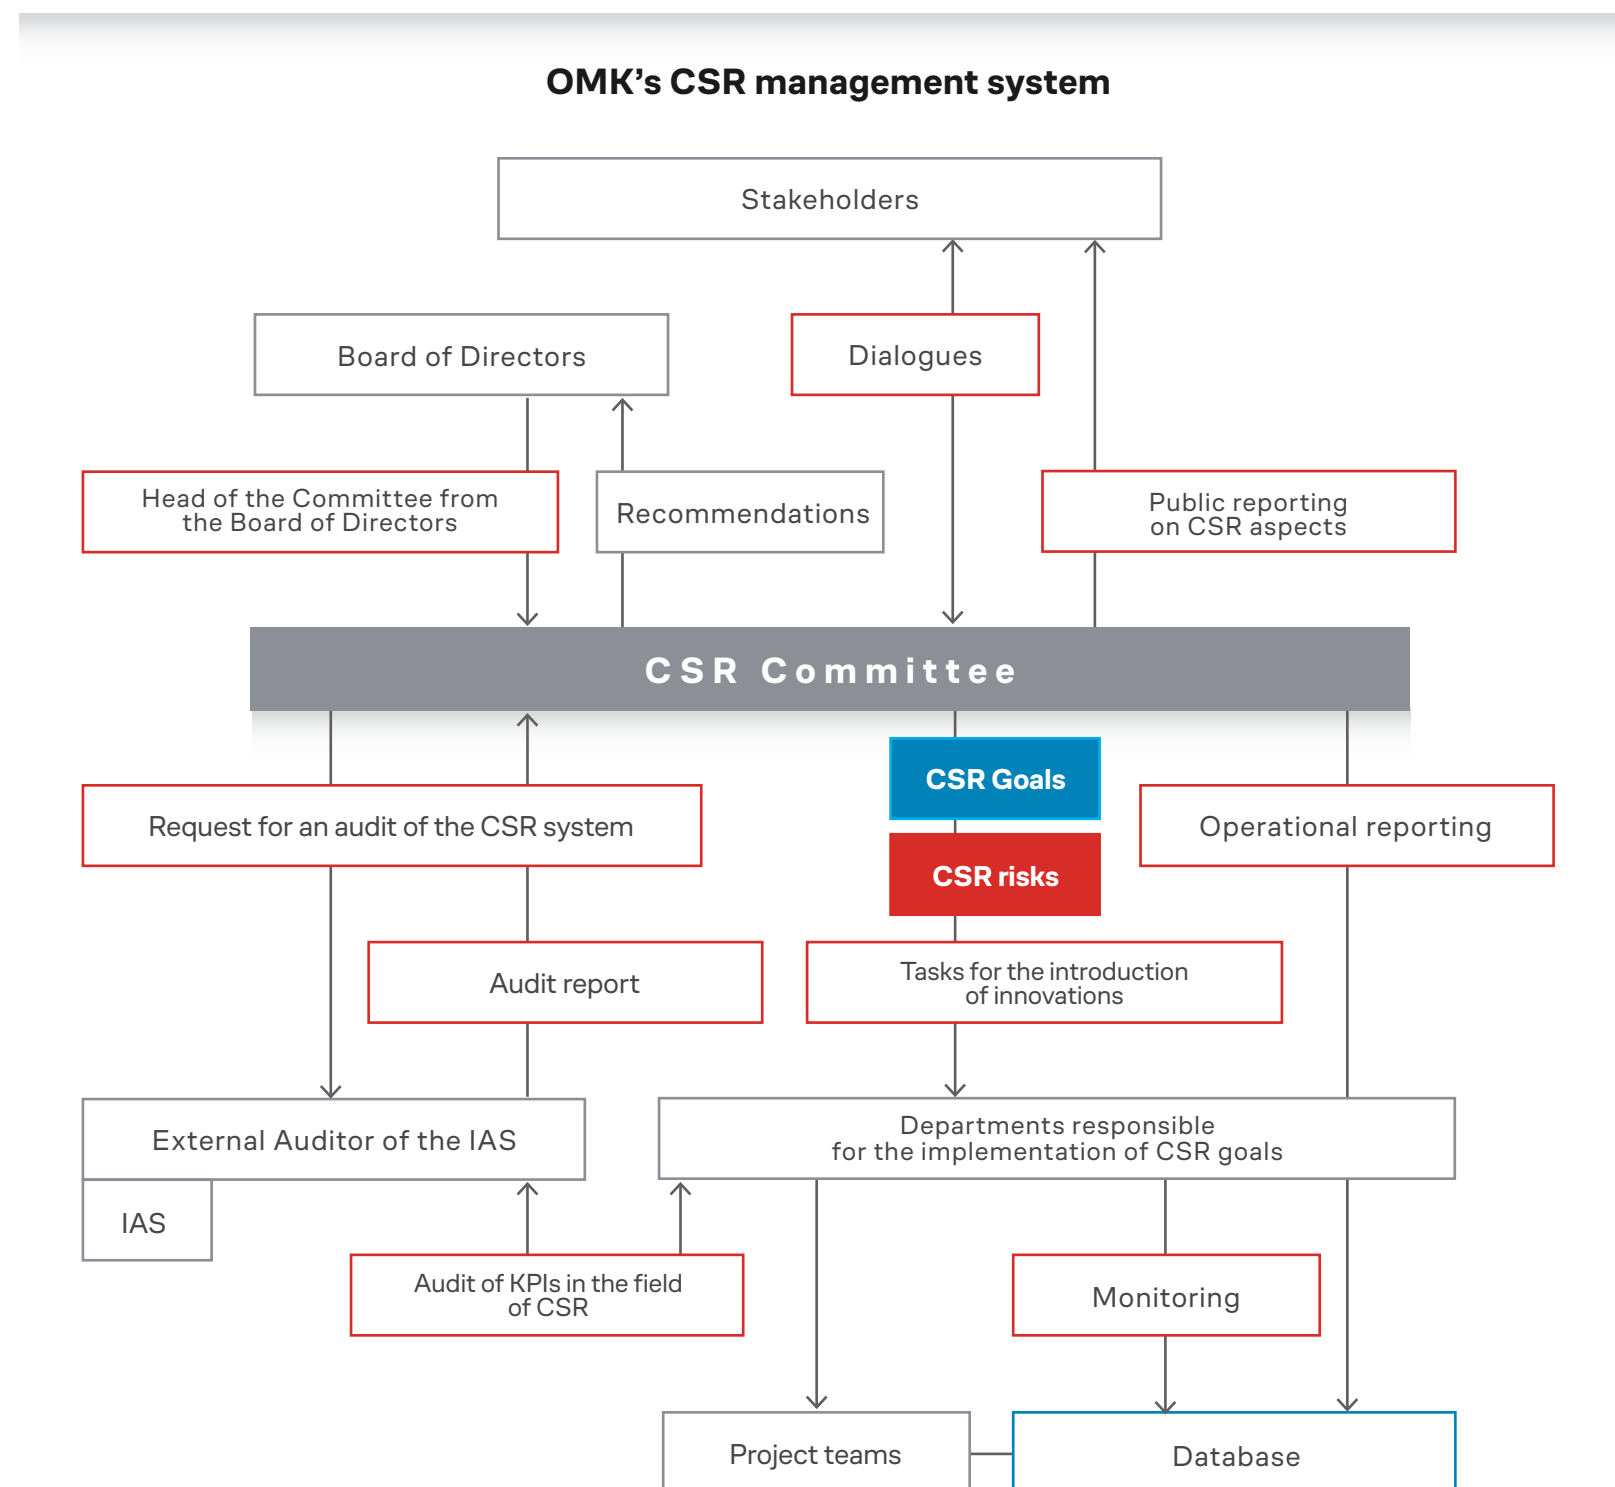 OMK’s CSR management system
Stakeholders
Board of Directors
Dialogues
Head of the Committee from
the Board of Directors
Recommendations
Public reporting
on CSR aspects
CSR Committee
CSR Goals
Request for an audit of the CSR system
Operational reporting
CSR risks
Audit report
Tasks for the introduction
of innovations
External Auditor of the IAS
Departments responsible
for the implementation of CSR goals
IAS
Audit of KPIs in the field
of CSR
Monitoring
Project teams
Database